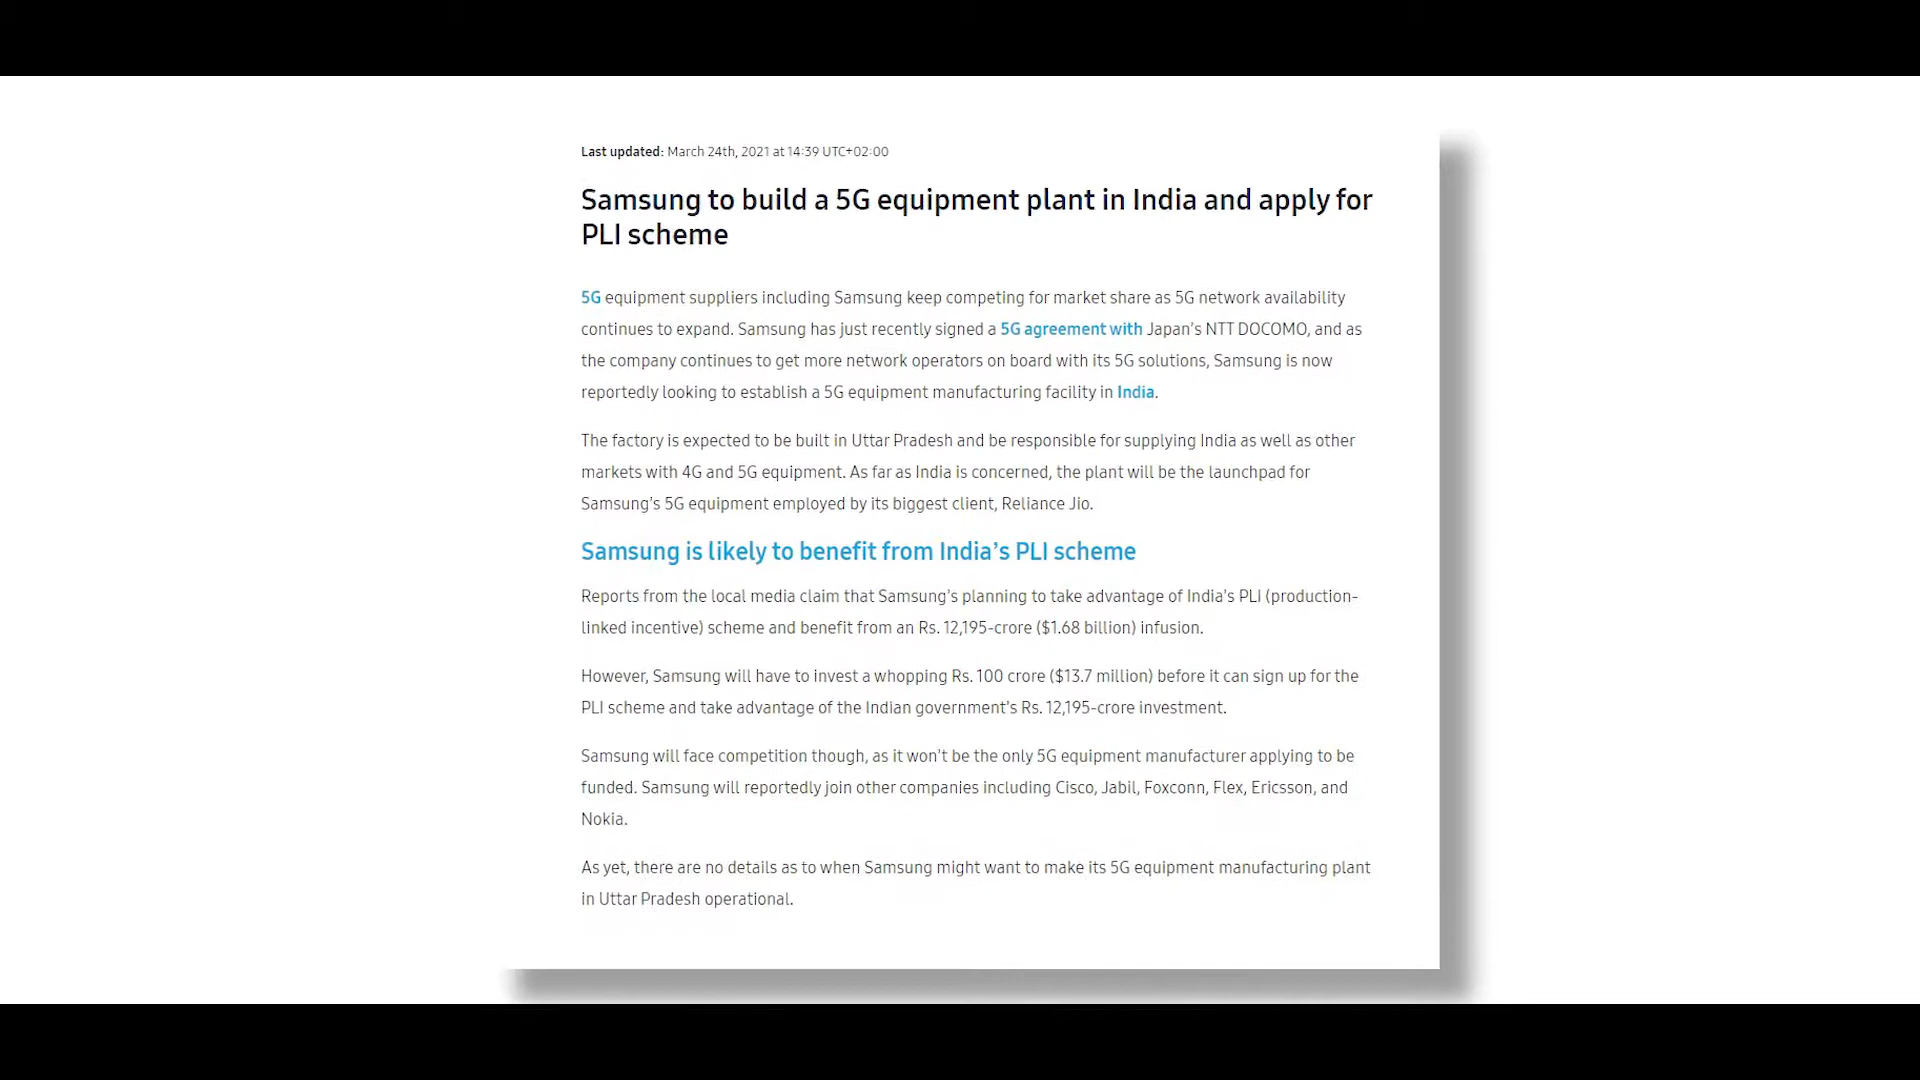 Last updated: March 24th, 2021 at 14:39 UTC+02:00
Samsung to build a 5G equipment plant in India and apply for
PLI scheme
5G equipment suppliers including Samsung keep competing for market share as 5G network availability
continues to expand. Samsung has just recently signed a 5G agreement with Japan's NTT DOCOMO, and as
the company continues to get more network operators on board with its 5G solutions, Samsung is now
reportedly looking to establish a 5G equipment manufacturing facility in India.
The factory is expected to be built in Uttar Pradesh and be responsible for supplying India as well as other
markets with 4G and 5G equipment. As far as India is concerned, the plant will be the launchpad for
Samsung's 5G equipment employed by its biggest client, Reliance Jio.
Samsung is likely to benefit from India's PLI scheme
Reports from the local media claim that Samsung's planning to take advantage of India's PLI (production-
linked incentive) scheme and benefit from an Rs. 12,195-crore ($1.68 billion) infusion.
However, Samsung will have to invest a whopping Rs. 100 crore ($13.7 million) before it can sign up for the
PLI scheme and take advantage of the Indian government's Rs. 12,195-crore investment.
Samsung will face competition though, as it won't be the only 5G equipment manufacturer applying to be
funded. Samsung will reportedly join other companies including Cisco, Jabil, Foxconn, Flex, Ericsson, and
Nokia.
As yet, there are no details as to when Samsung might want to make its 5G equipment manufacturing plant
in Uttar Pradesh operational.